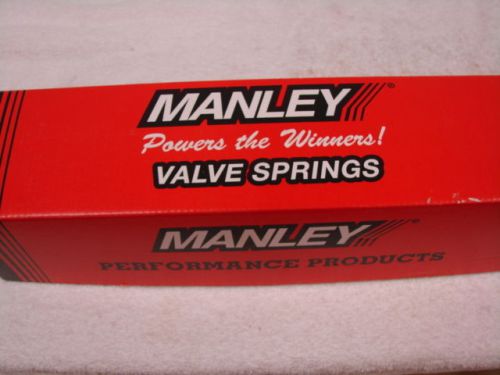 MANLEY®
Powers the Winners!
VALVE SPRINGS
MANLEY
PERFORMANCE PRODUCTS